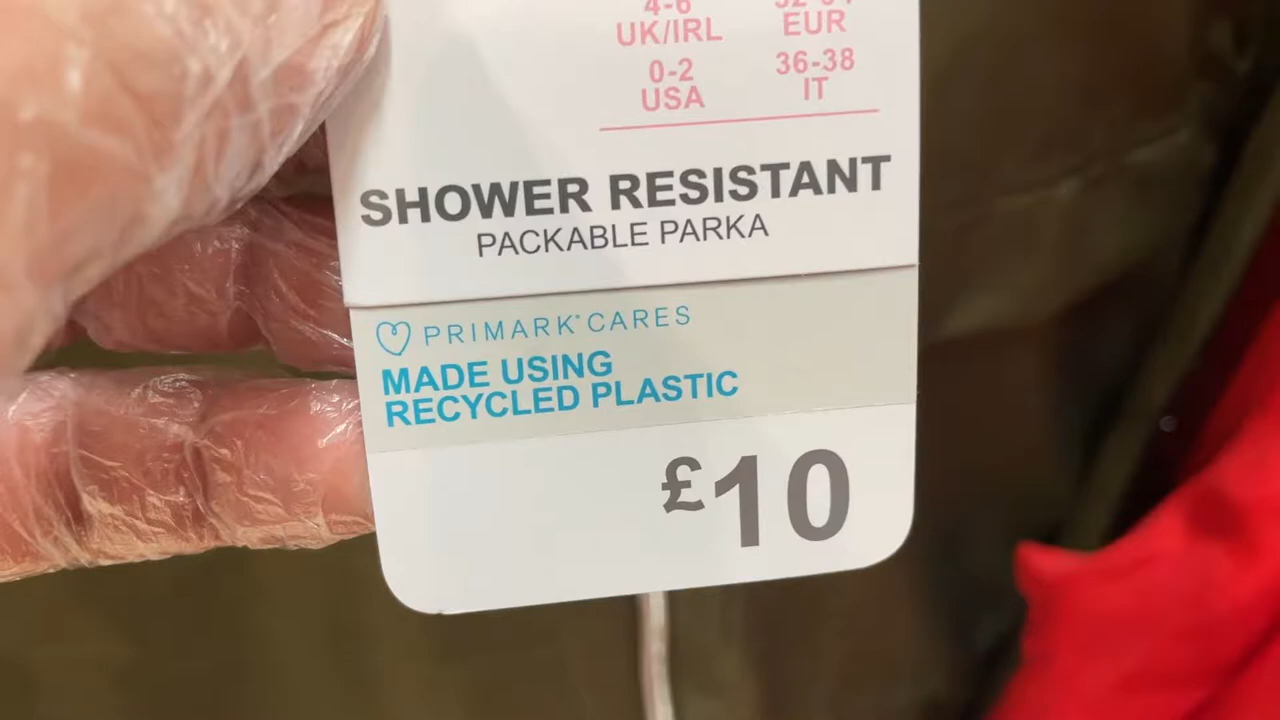 4-6
UK/IRL EUR
0-2 36-38
USA IT
SHOWER RESISTANT
PACKABLE PARKA
PRIMARK CARES
MADE USING
RECYCLED PLASTIC
£10